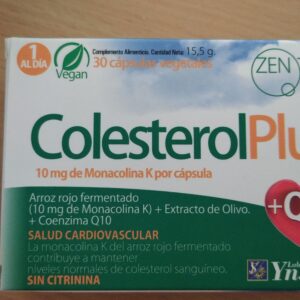 1
AL DÍA
Vegan
Complemento Alimenticio. Cantidad Neta: 15,5 g.
30 cápsulas vegetales
ZEN
ColesterolPlu
10 mg de Monacolina K por cápsula
Arroz rojo fermentado
(10 mg de Monacolina K) + Extracto de Olivo.
+ Coenzima Q10
+C
SALUD CARDIOVASCULAR
La monacolina K del arroz rojo fermentado
contribuye a mantener
niveles normales de colesterol sanguíneo.
SIN CITRININA
Yn